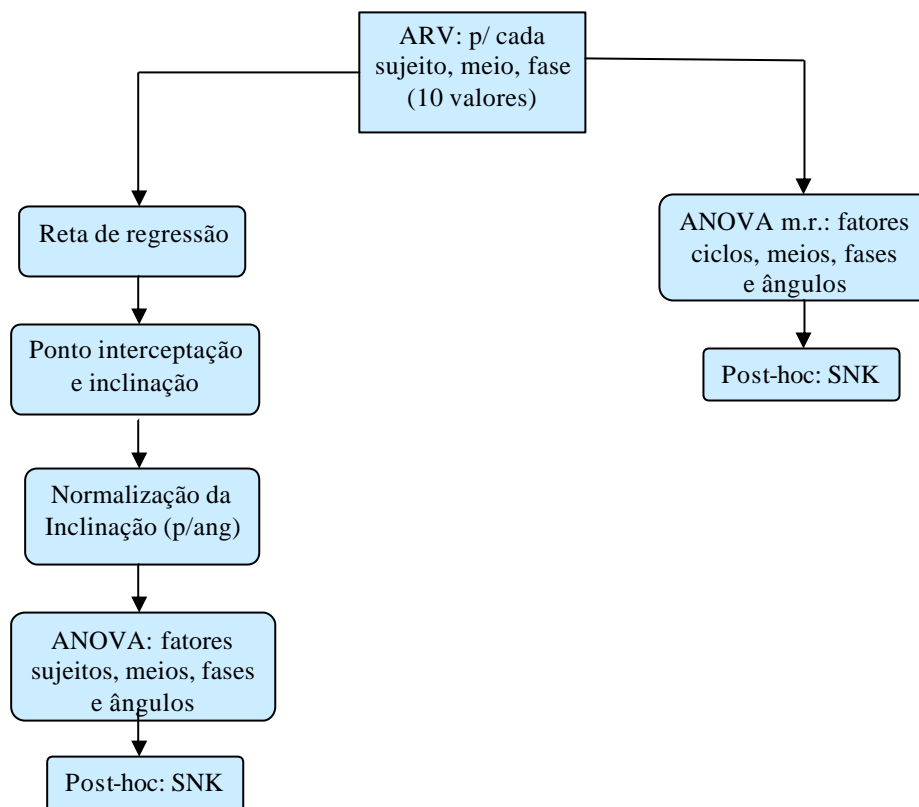 ARV: p/ cada
sujeito, meio, fase
(10 valores)
Reta de regressão
Ponto interceptação
e inclinação
Normalização da
Inclinação (p/ang)
ANOVA: fatores
sujeitos, meios, fases
e ângulos
Post-hoc: SNK
ANOVA m.r.: fatores
ciclos, meios, fases
e ângulos
Post-hoc: SNK